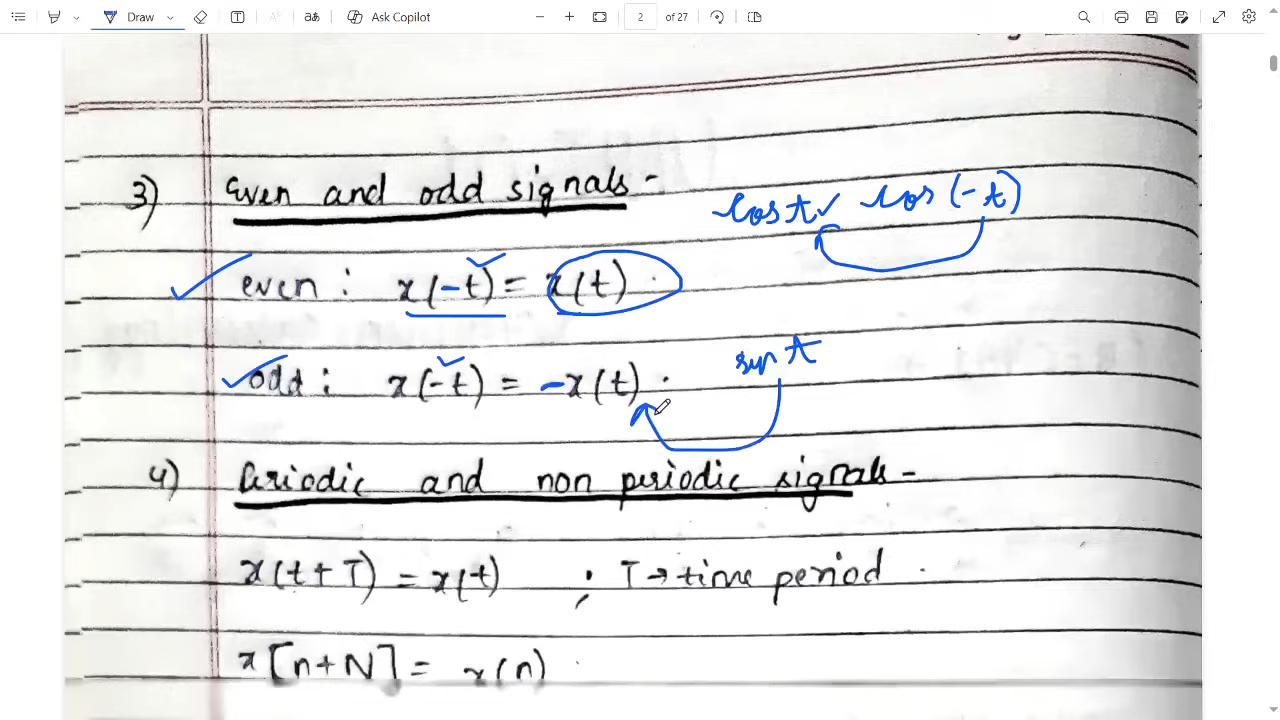 Draw
Ask Copilot
2 of 27
3) Even and odd signals -
cos t ✓ cos (-t)
even : x(-t) = x(t) .
sin t
odd : x(-t) = -x(t) .
4) Periodic and non periodic signals -
x(t+T) = x(t) ; T → time period .
x[n+N] = x(n) .